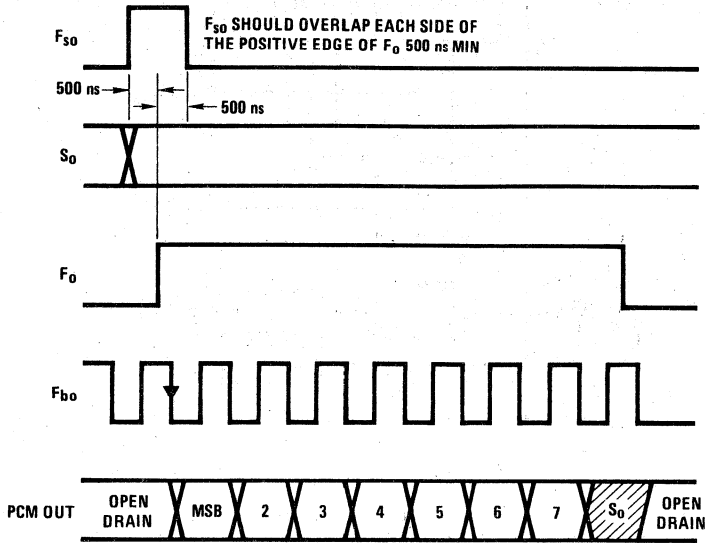 Fso
FSO SHOULD OVERLAP EACH SIDE OF
THE POSITIVE EDGE OF Fo 500 ns MIN
500 ns
500 ns
So
Fo
Fbo
PCM OUT
OPEN
DRAIN
MSB
2
3
4
5
6
7
So
OPEN
DRAIN